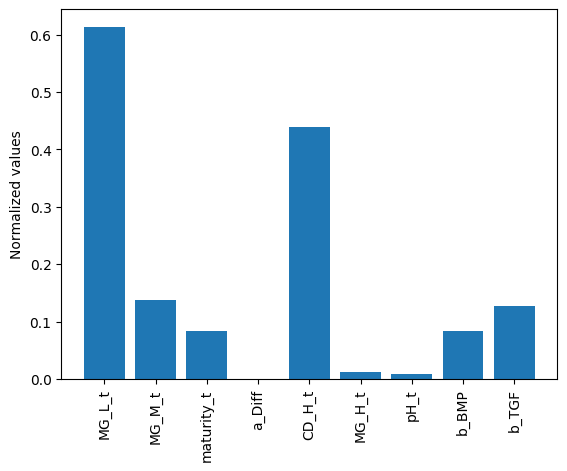 Normalized values
0.6
0.5
0.4
0.3
0.2
0.1
0.0
MG_L_t
MG_M_t
maturity_t
a_Diff
CD_H_t
MG_H_t
pH_t
b_BMP
b_TGF